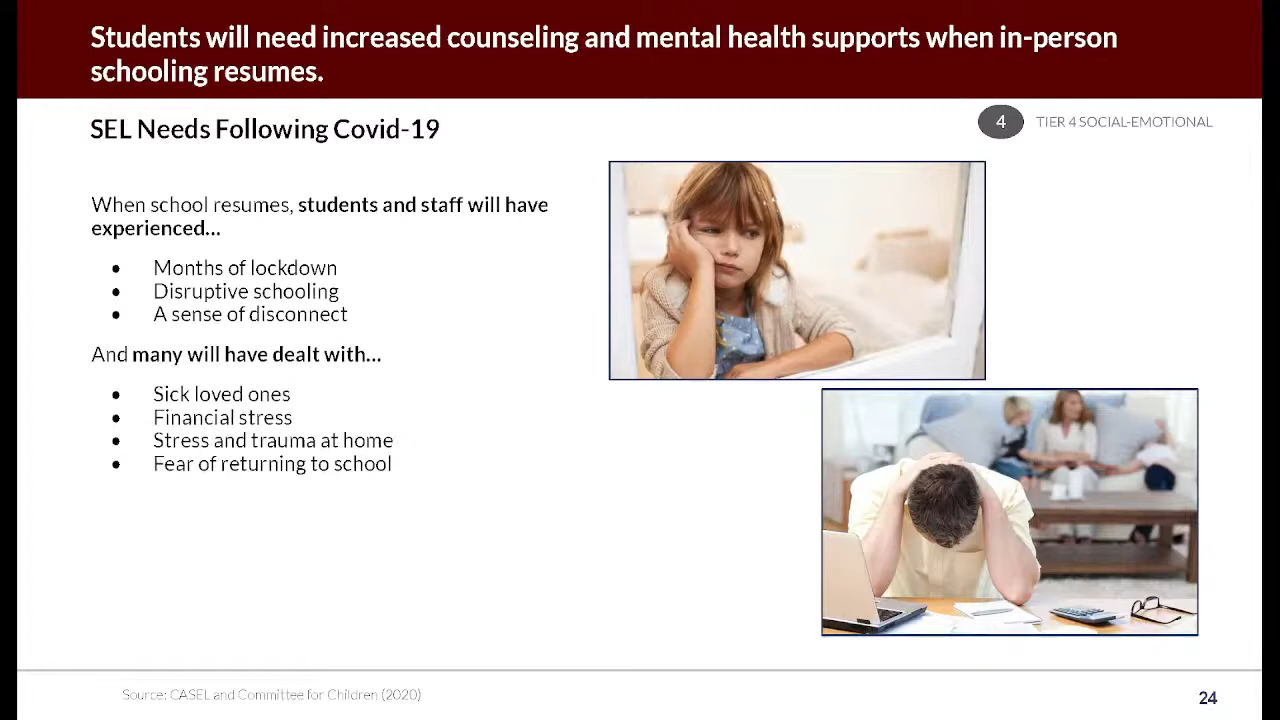 Students will need increased counseling and mental health supports when in-person
schooling resumes.
SEL Needs Following Covid-19
4
TIER 4 SOCIAL-EMOTIONAL
When school resumes, students and staff will have
experienced...
• Months of lockdown
• Disruptive schooling
• A sense of disconnect
And many will have dealt with...
• Sick loved ones
• Financial stress
• Stress and trauma at home
• Fear of returning to school
Source: CASEL and Committee for Children (2020)
24